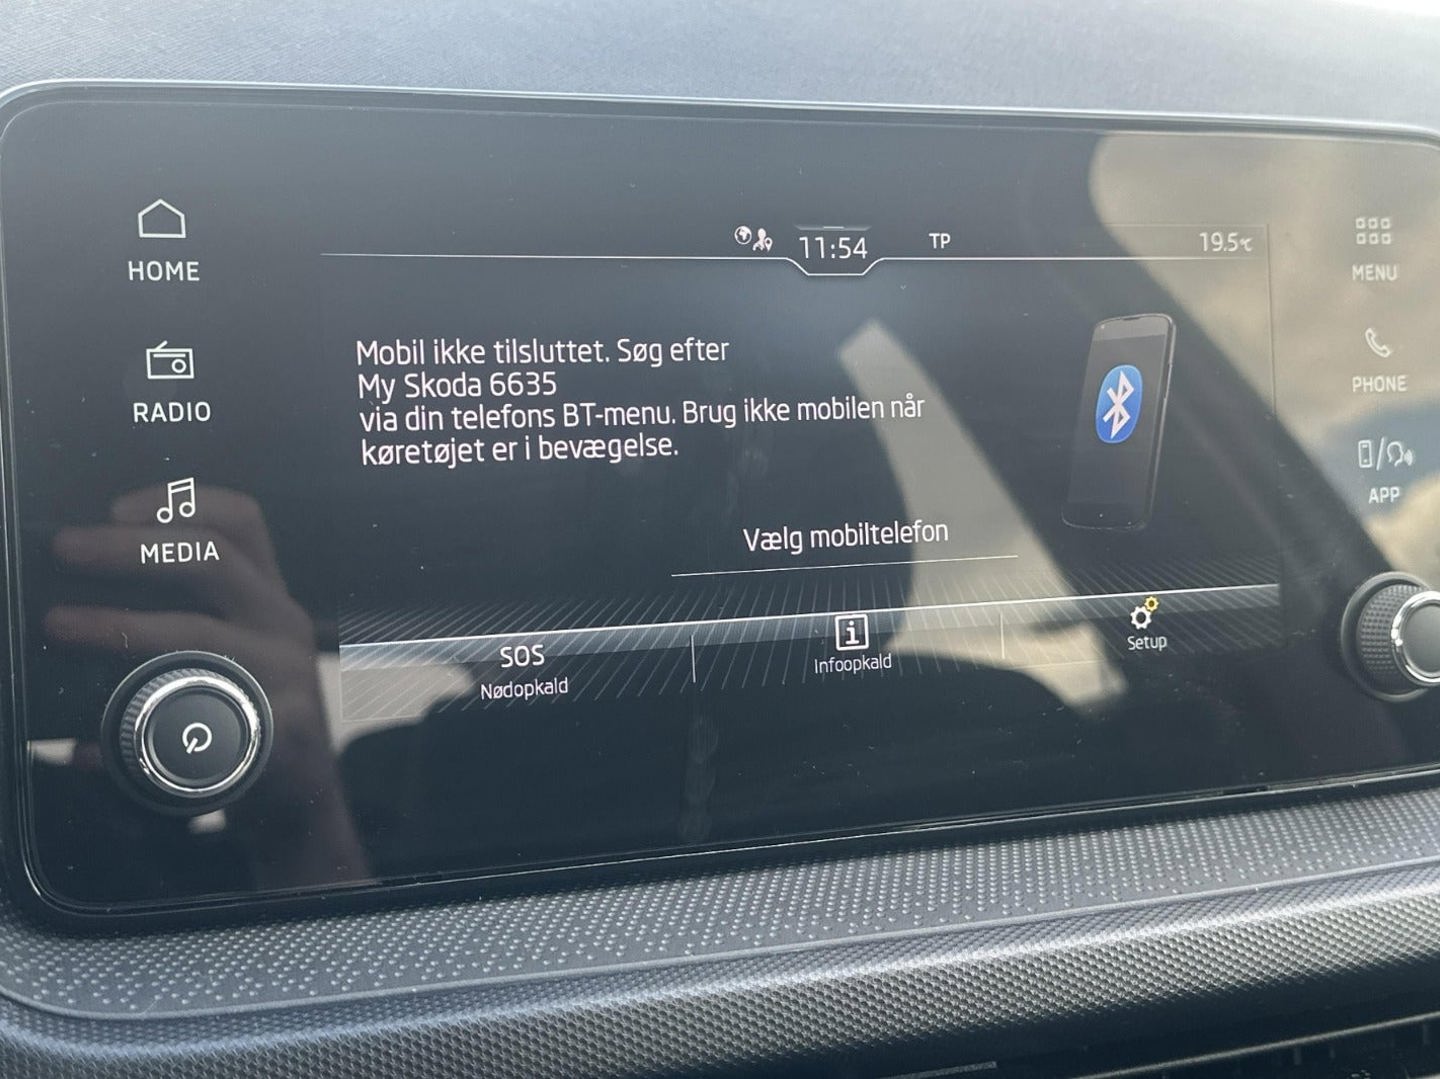 11:54
TP
19.5°C
HOME
MENU
Mobil ikke tilsluttet. Søg efter
My Skoda 6635
via din telefons BT-menu. Brug ikke mobilen når
køretøjet er i bevægelse.
RADIO
PHONE
APP
MEDIA
Vælg mobiltelefon
SOS
Nødopkald
Infoopkald
Setup